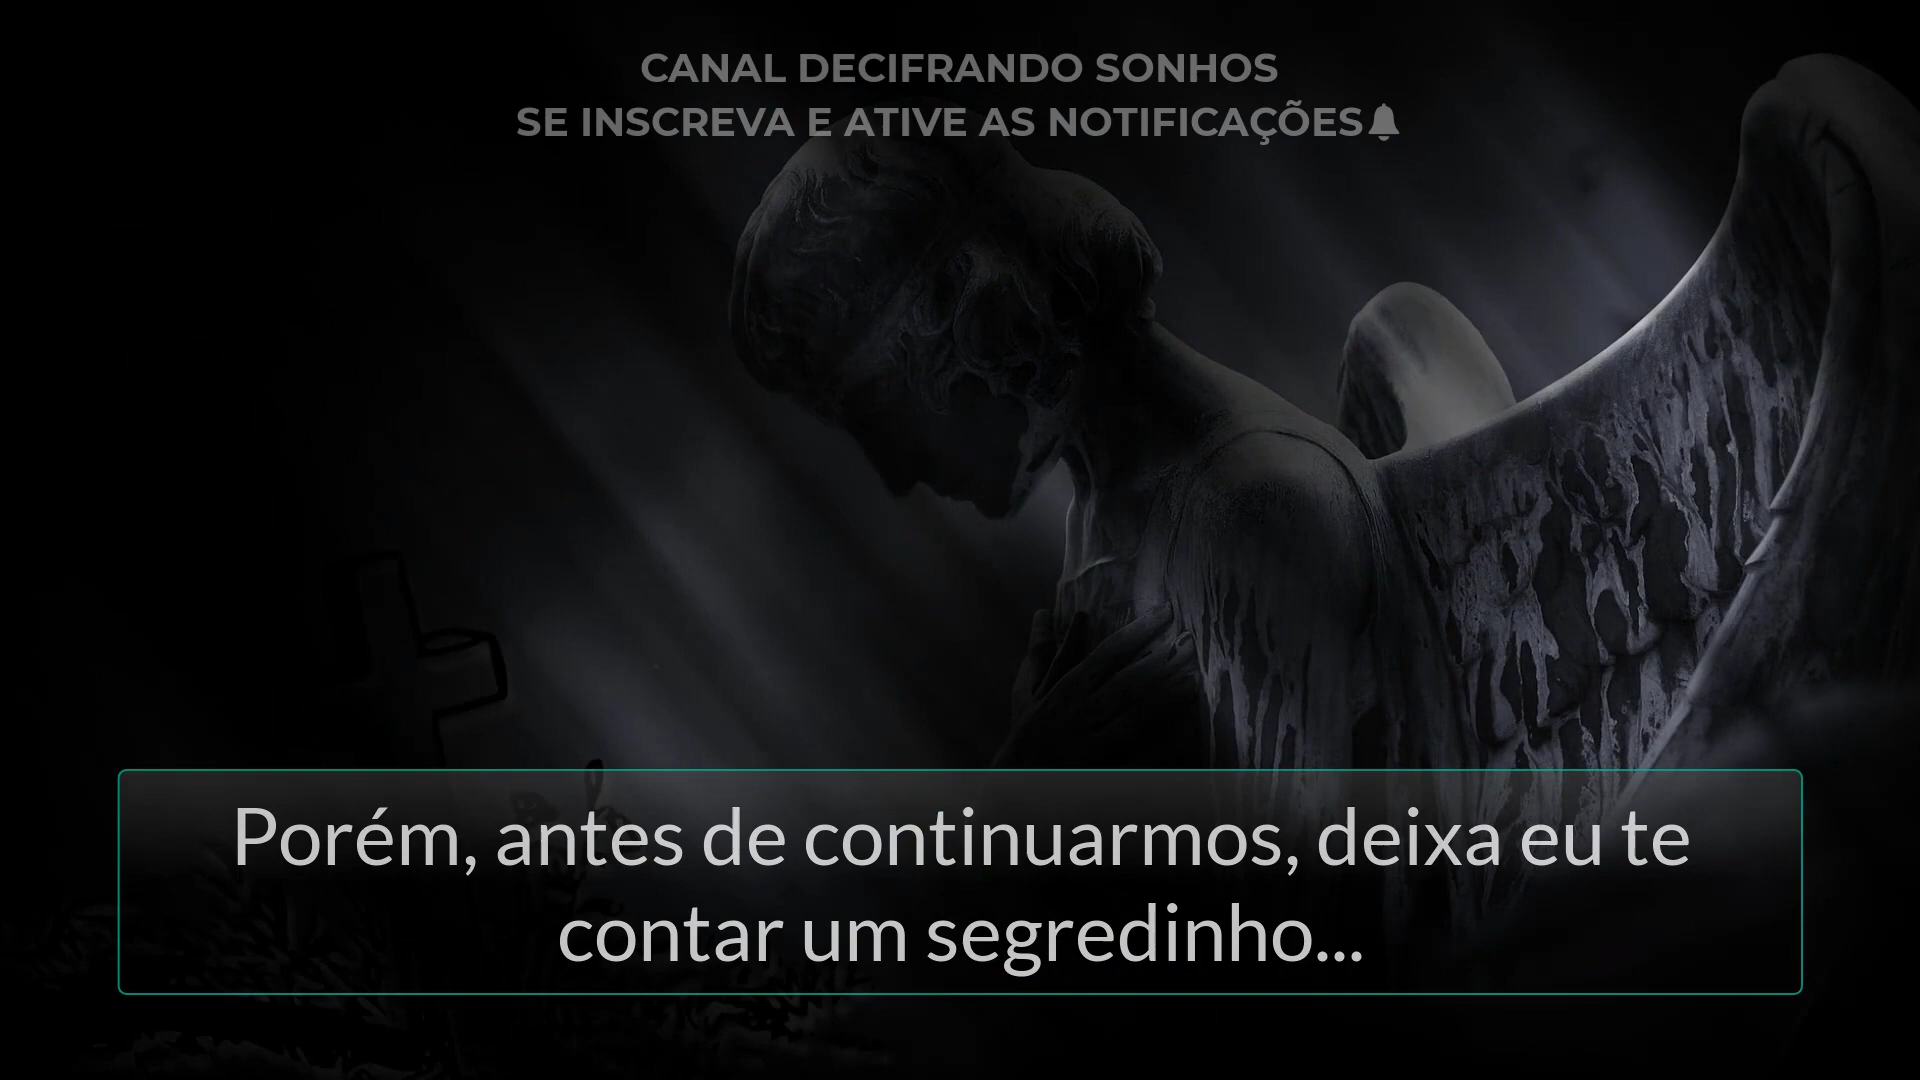 CANAL DECIFRANDO SONHOS
SE INSCREVA E ATIVE AS NOTIFICAÇÕES
Porém, antes de continuarmos, deixa eu te
contar um segredinho...